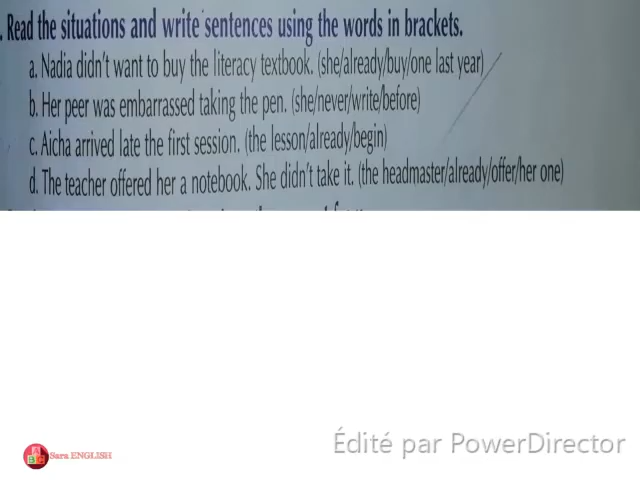 . Read the situations and write sentences using the words in brackets.
a. Nadia didn't want to buy the literacy textbook. (she/already/buy/one last year)
b. Her peer was embarrassed taking the pen. (she/never/write/before)
c. Aicha arrived late the first session. (the lesson/already/begin)
d. The teacher offered her a notebook. She didn't take it. (the headmaster/already/offer/her one)
Sara ENGLISH
Édité par PowerDirector